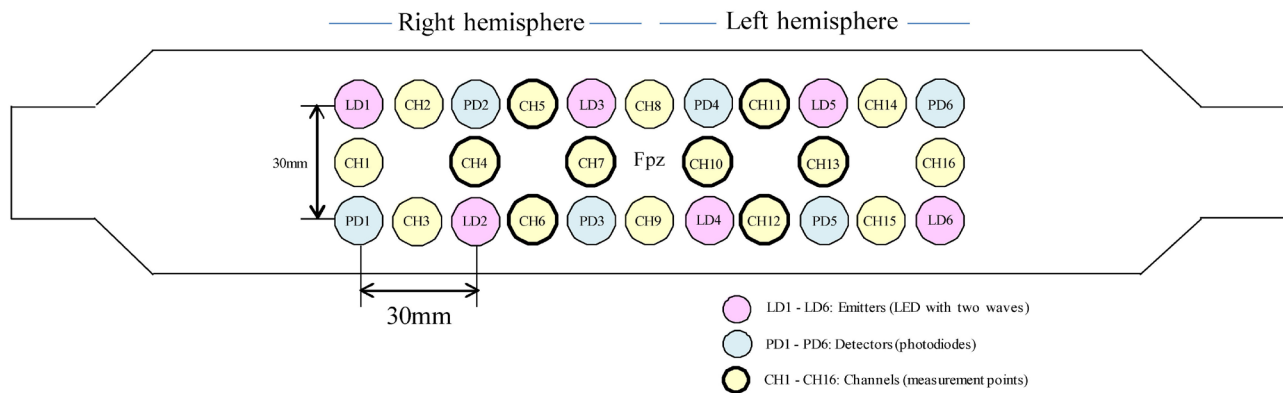 Right hemisphere Left hemisphere
LD1 CH2 PD2 CH5 LD3 CH8 PD4 CH11 LD5 CH14 PD6
30mm CH1 CH4 CH7 Fpz CH10 CH13 CH16
PD1 CH3 LD2 CH6 PD3 CH9 LD4 CH12 PD5 CH15 LD6
30mm
LD1 - LD6: Emitters (LED with two waves)
PD1 - PD6: Detectors (photodiodes)
CH1 - CH16: Channels (measurement points)